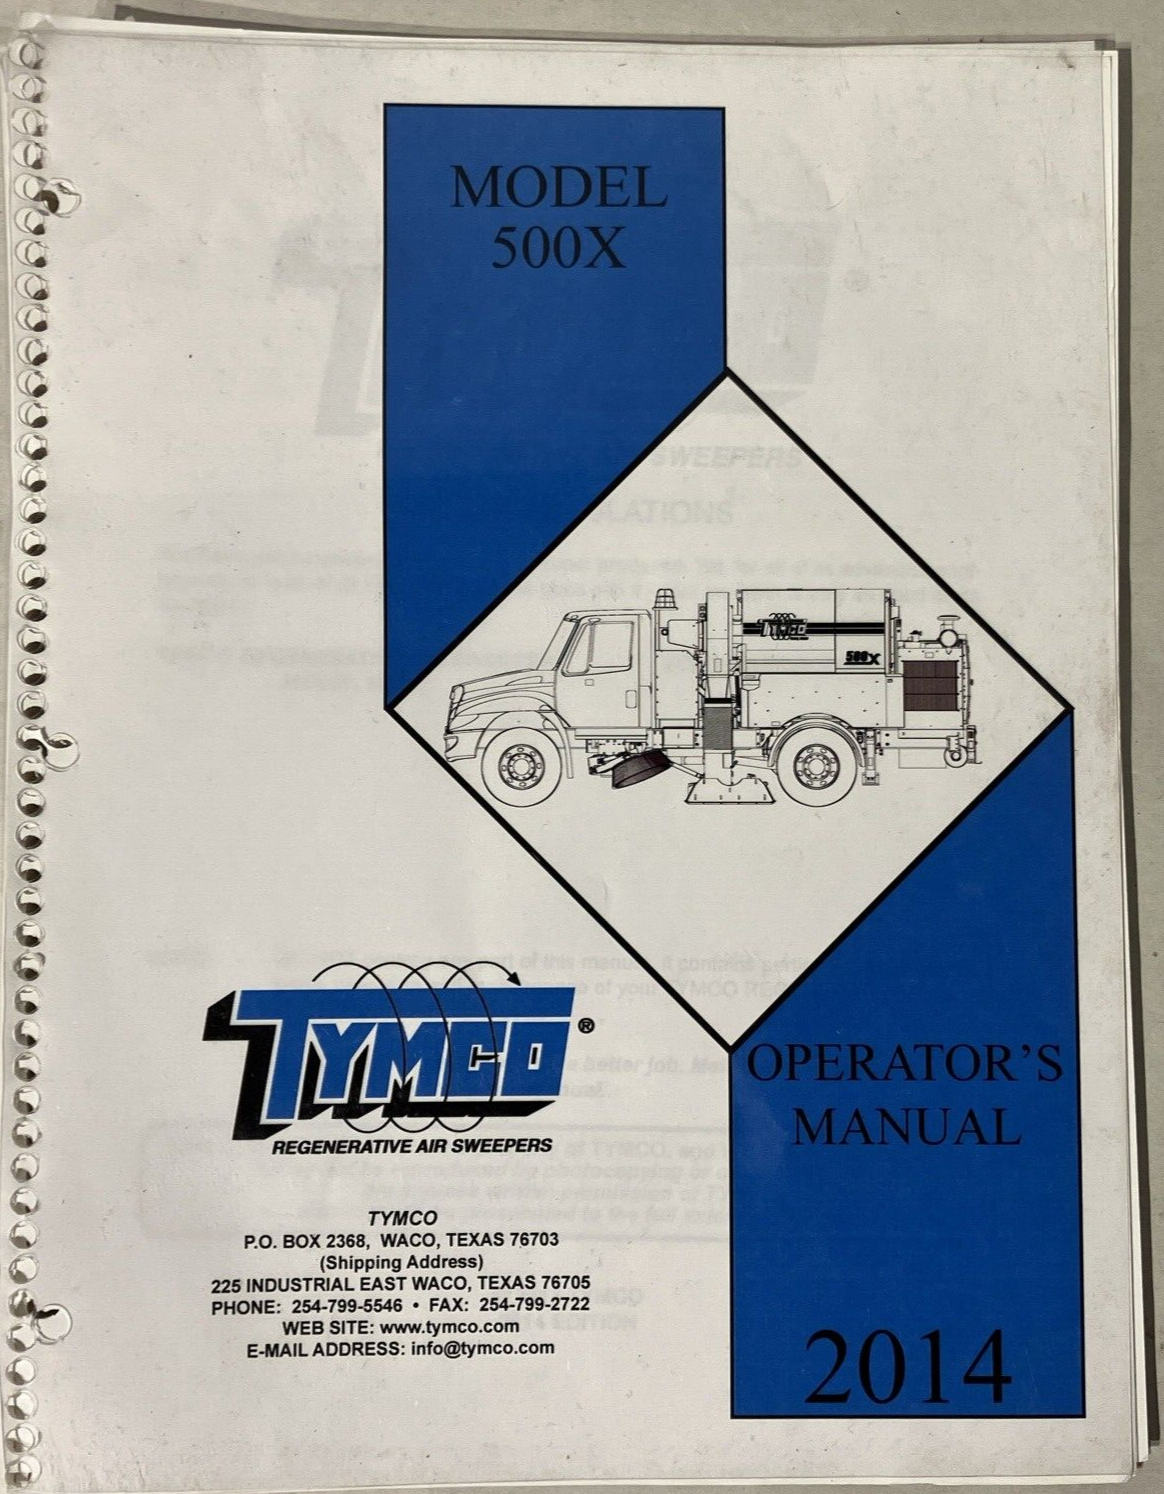 MODEL
500X
TYMCO
500X
TYMCO®
REGENERATIVE AIR SWEEPERS
OPERATOR'S
MANUAL
TYMCO
P.O. BOX 2368, WACO, TEXAS 76703
(Shipping Address)
225 INDUSTRIAL EAST WACO, TEXAS 76705
PHONE: 254-799-5546 • FAX: 254-799-2722
WEB SITE: www.tymco.com
E-MAIL ADDRESS: info@tymco.com
2014